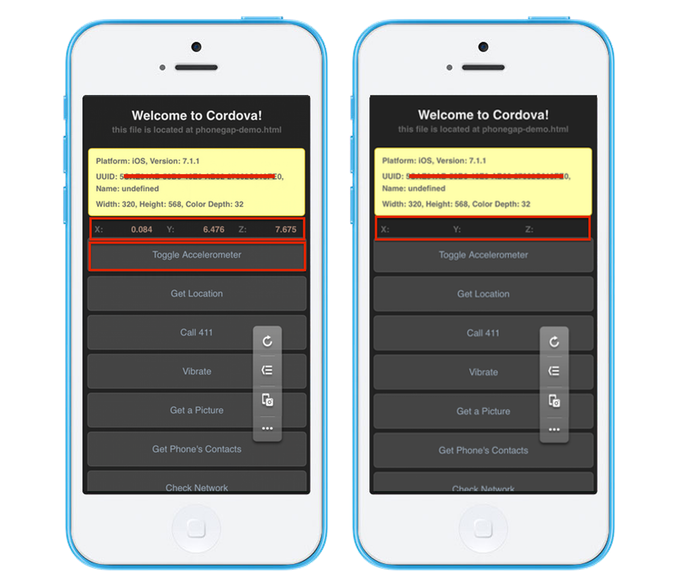 Welcome to Cordova!
this file is located at phonegap-demo.html
Platform: iOS, Version: 7.1.1
UUID:
Name: undefined
Width: 320, Height: 568, Color Depth: 32
X: 0.084 Y: 6.476 Z: 7.675
Toggle Accelerometer
Get Location
Call 411
Vibrate
Get a Picture
Get Phone's Contacts
Check Network
Welcome to Cordova!
this file is located at phonegap-demo.html
Platform: iOS, Version: 7.1.1
UUID:
Name: undefined
Width: 320, Height: 568, Color Depth: 32
X: Y: Z:
Toggle Accelerometer
Get Location
Call 411
Vibrate
Get a Picture
Get Phone's Contacts
Check Network